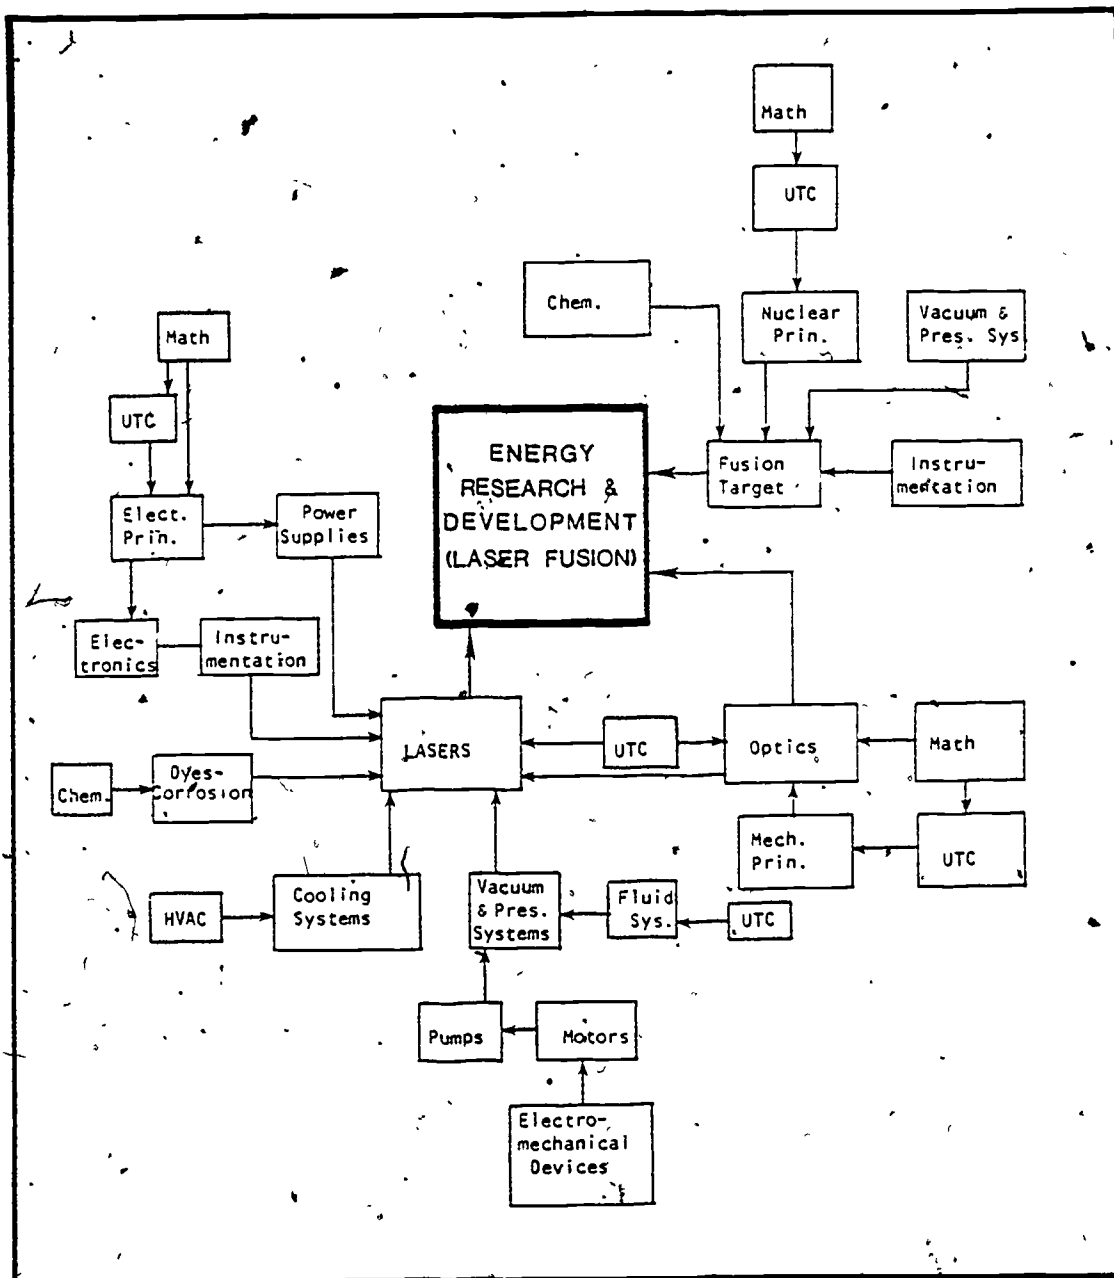 Math
UTC
Chem.
Nuclear
Prin.
Vacuum &
Pres. Sys
Math
UTC
ENERGY
RESEARCH &
DEVELOPMENT
(LASER FUSION)
Fusion
Target
Instru-
mentation
Elect.
Prin.
Power
Supplies
Elec-
tronics
Instru-
mentation
LASERS
UTC
Optics
Math
Chem.
Dyes-
Corrosion
Mech.
Prin.
UTC
HVAC
Cooling
Systems
Vacuum
& Pres.
Systems
Fluid
Sys.
UTC
Pumps
Motors
Electro-
mechanical
Devices